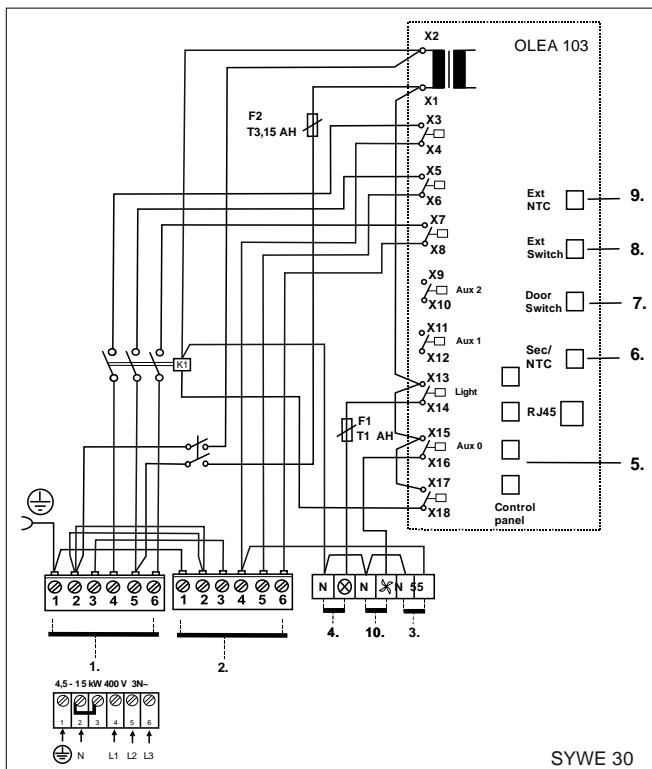 X2
OLEA 103
X1
F2
T3,15 AH
X3
X4
X5
X6
Ext
NTC
9.
X7
X8
Ext
Switch
8.
X9
Aux 2
X10
Door
Switch
7.
X11
Aux 1
X12
Sec/
NTC
6.
K1
X13
Light
X14
RJ45
F1
T1 AH
X15
Aux 0
X16
5.
X17
X18
Control
panel
1 2 3 4 5 6
1 2 3 4 5 6
N N N 55
4. 10. 3.
1. 2.
4,5 - 15 kW 400 V 3N~
1 2 3 4 5 6
N L1 L2 L3
SYWE 30